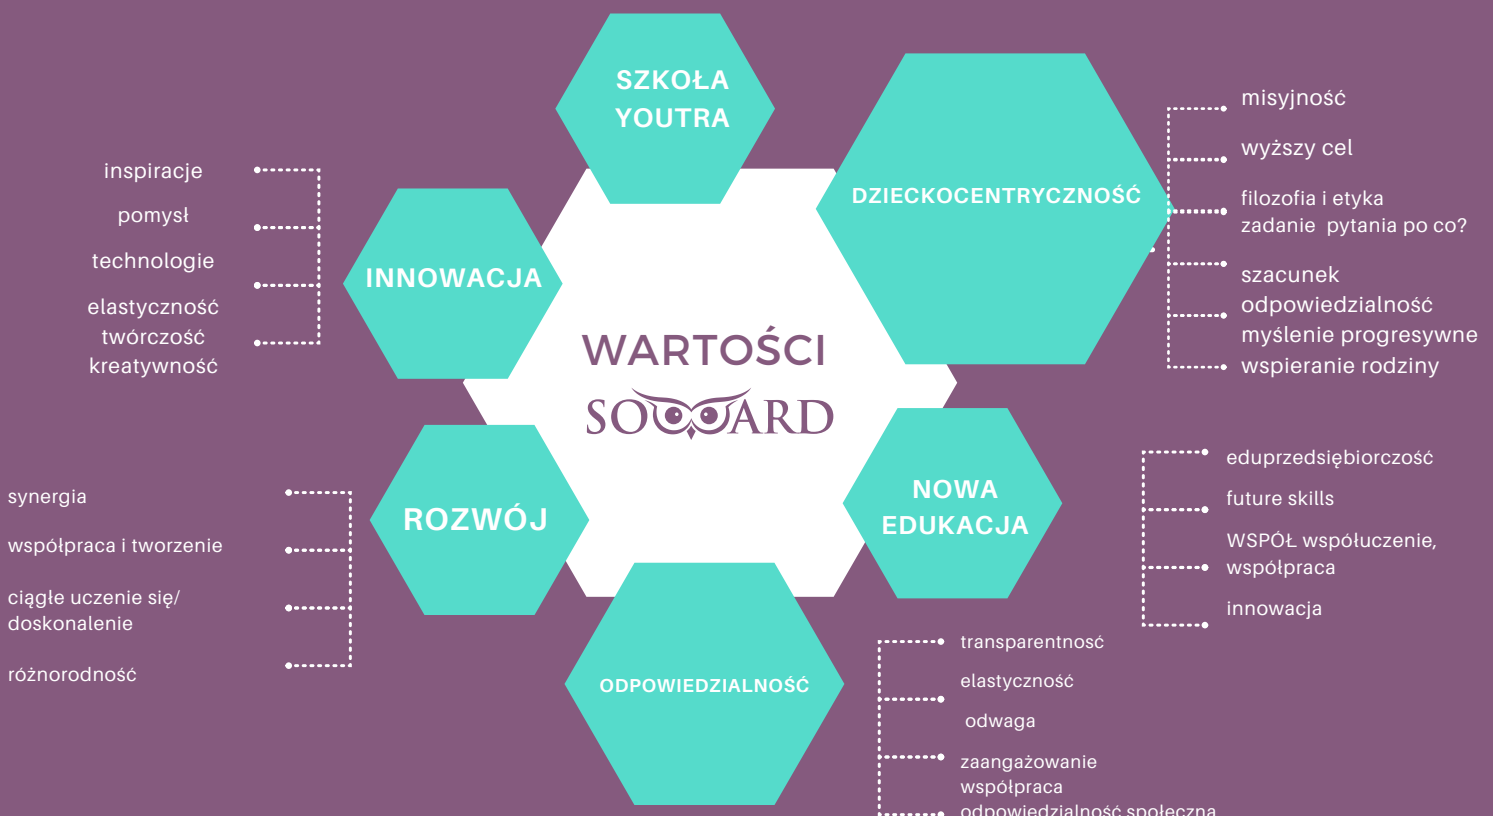 SZKOŁA
YOUTRA
DZIECKOCENTRYCZNOŚĆ
misyjność
wyższy cel
filozofia i etyka
zadanie pytania po co?
szacunek
odpowiedzialność
myślenie progresywne
wspieranie rodziny
inspiracje
pomysł
technologie
elastyczność
twórczość
kreatywność
INNOWACJA
WARTOŚCI
SOWARD
ROZWÓJ
synergia
współpraca i tworzenie
ciągłe uczenie się/
doskonalenie
różnorodność
NOWA
EDUKACJA
eduprzedsiębiorczość
future skills
WSPÓŁ współuczenie,
współpraca
innowacja
ODPOWIEDZIALNOŚĆ
transparentnosć
elastyczność
odwaga
zaangażowanie
współpraca
odpowiedzialność społeczna